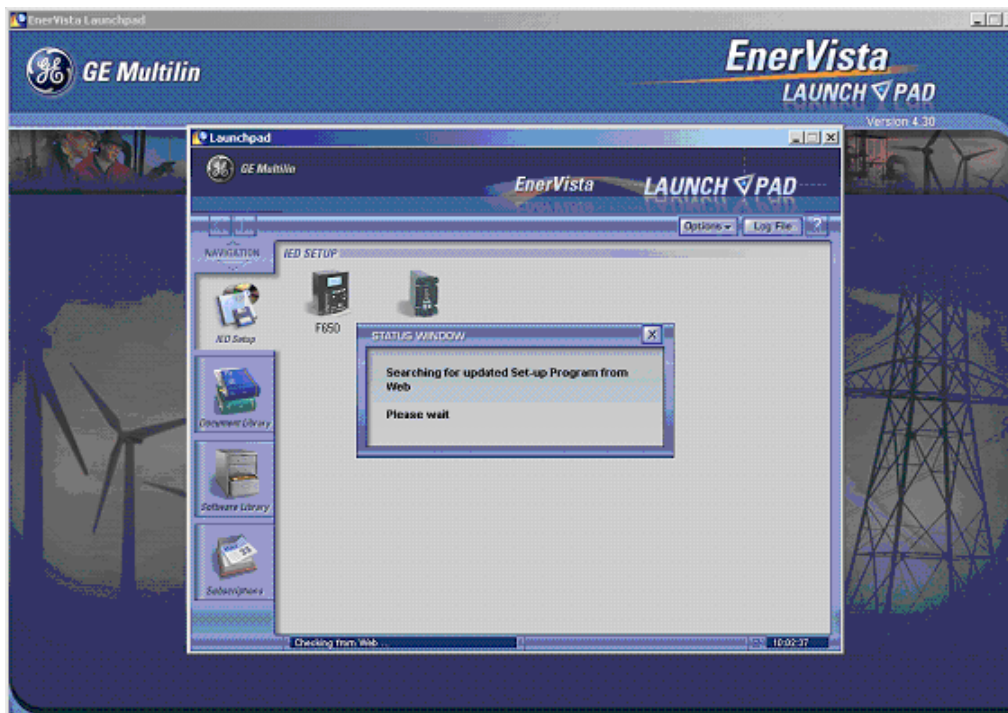 EnerVista Launchpad
GE Multilin
EnerVista
LAUNCH PAD
Version 4.30
Launchpad
GE Multilin
EnerVista
LAUNCH PAD
Options
Log File
?
NAVIGATION
IED SETUP
IED Setup
F650
STATUS WINDOW
X
Searching for updated Set-up Program from
Web
Please wait
Document Library
Software Library
Subscriptions
Checking from Web...
10:02:37